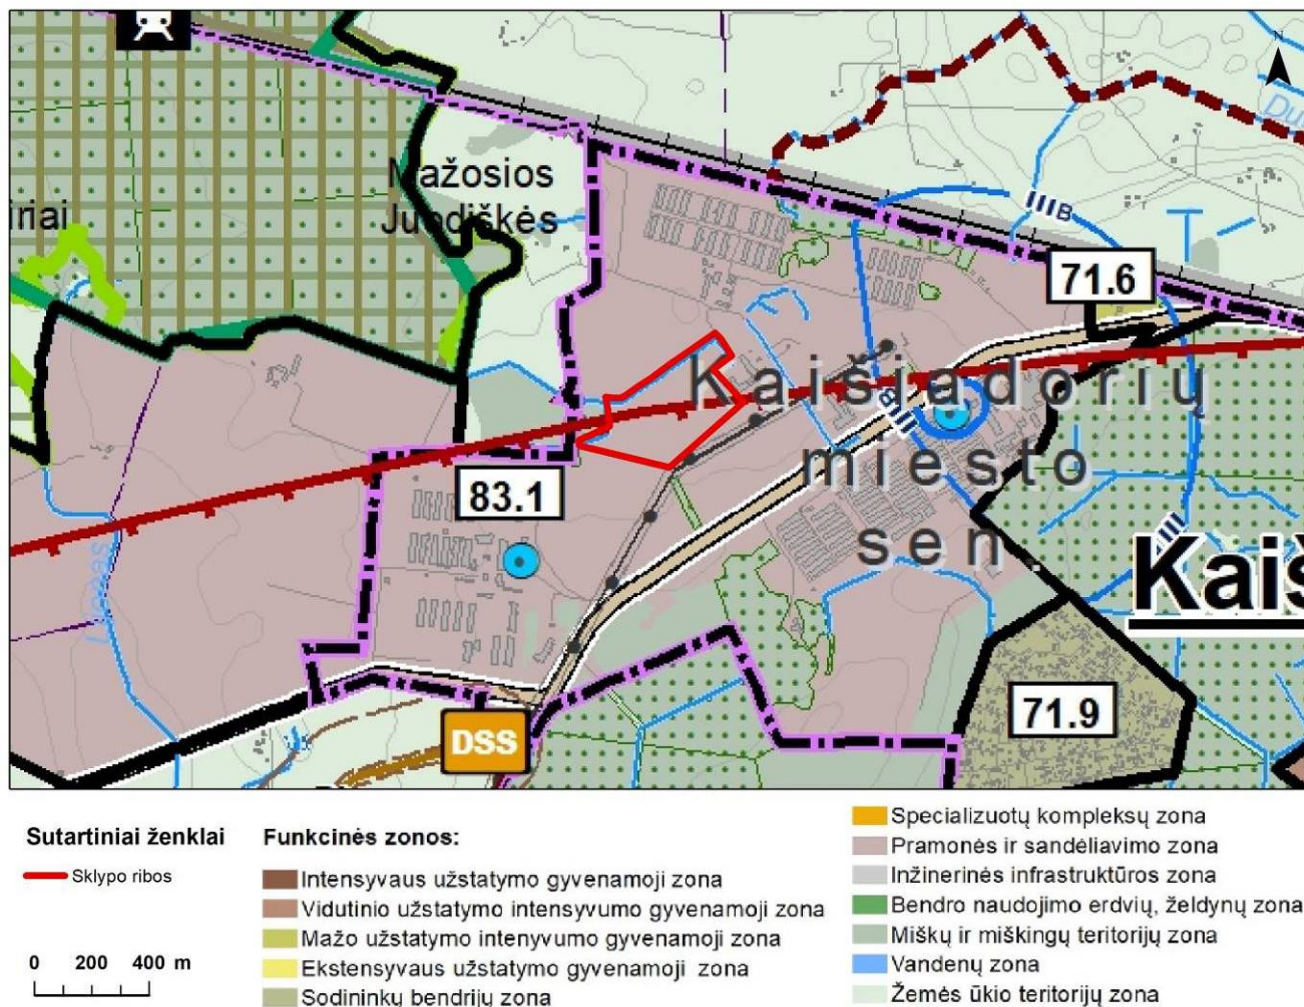 N
Du
Mažosios
Juodiškės
iriai
B
71.6
Kaišiadorių
miesto
sen.
B
83.1
Kaiš
71.9
DSS
Sutartiniai ženklai
Sklypo ribos
0 200 400 m
Funkcinės zonos:
Intensyvaus užstatymo gyvenamoji zona
Vidutinio užstatymo intensyvumo gyvenamoji zona
Mažo užstatymo intenyvumo gyvenamoji zona
Ekstensyvaus užstatymo gyvenamoji zona
Sodininkų bendrijų zona
Specializuotų kompleksų zona
Pramonės ir sandėliavimo zona
Inžinerinės infrastruktūros zona
Bendro naudojimo erdvių, želdynų zona
Miškų ir miškingų teritorijų zona
Vandenų zona
Žemės ūkio teritorijų zona